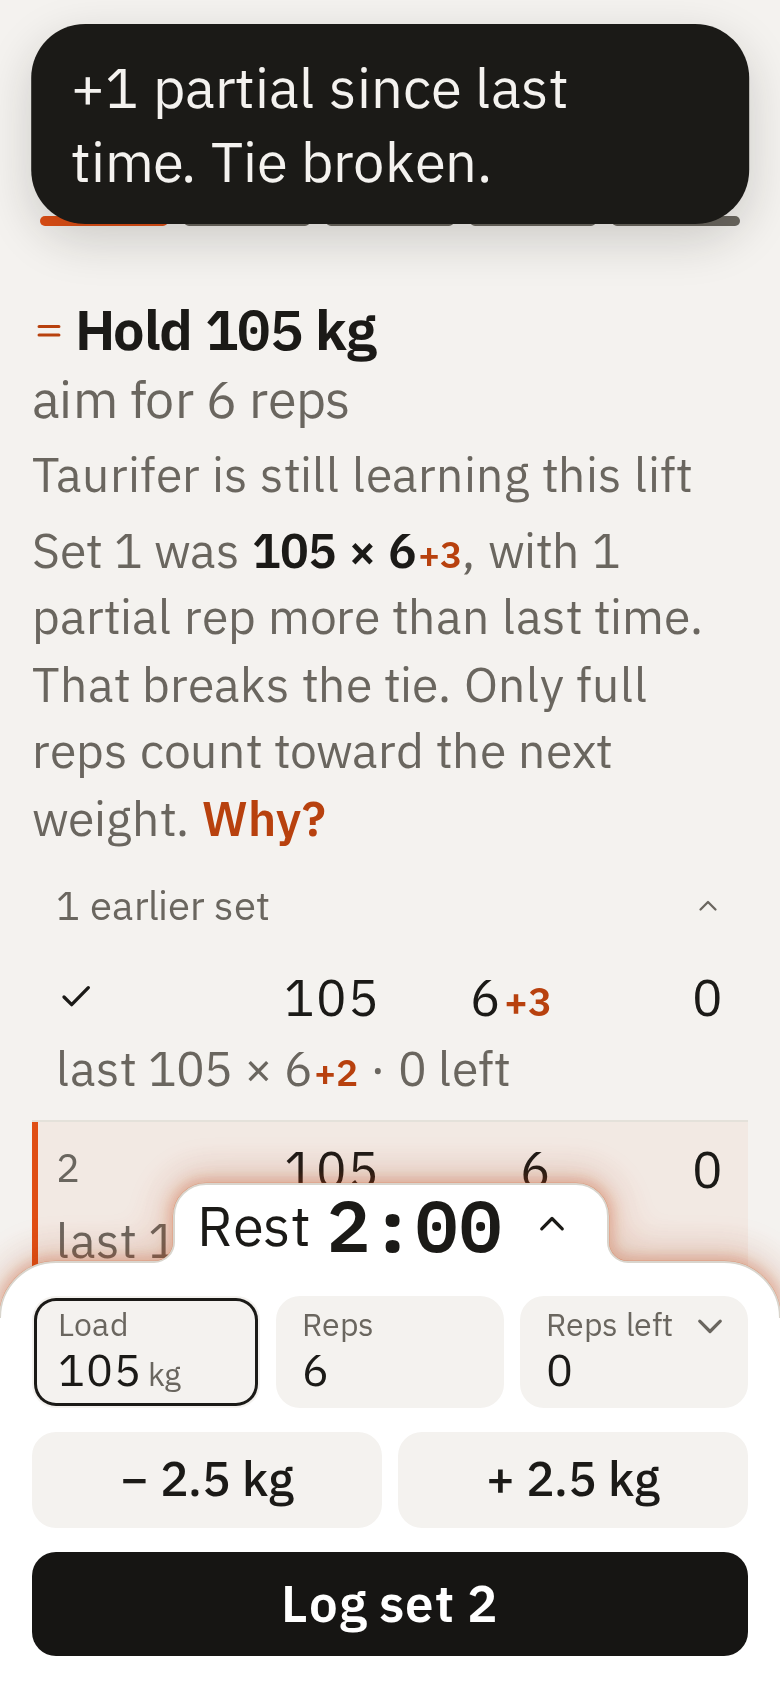 +1 partial since last
time. Tie broken.
= Hold 105 kg
aim for 6 reps
Taurifer is still learning this lift
Set 1 was 105 × 6+3, with 1
partial rep more than last time.
That breaks the tie. Only full
reps count toward the next
weight. Why?
1 earlier set
105 6+3 0
last 105 × 6+2 · 0 left
2 105 6 0
last 1
Rest 2:00
Load Reps Reps left
105 kg 6 0
− 2.5 kg + 2.5 kg
Log set 2